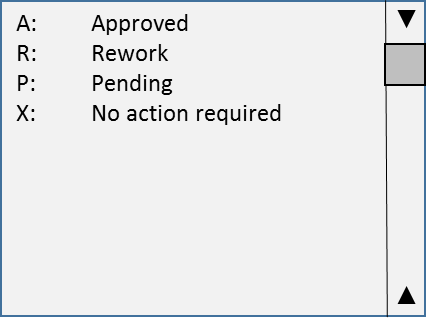 A: Approved
R: Rework
P: Pending
X: No action required